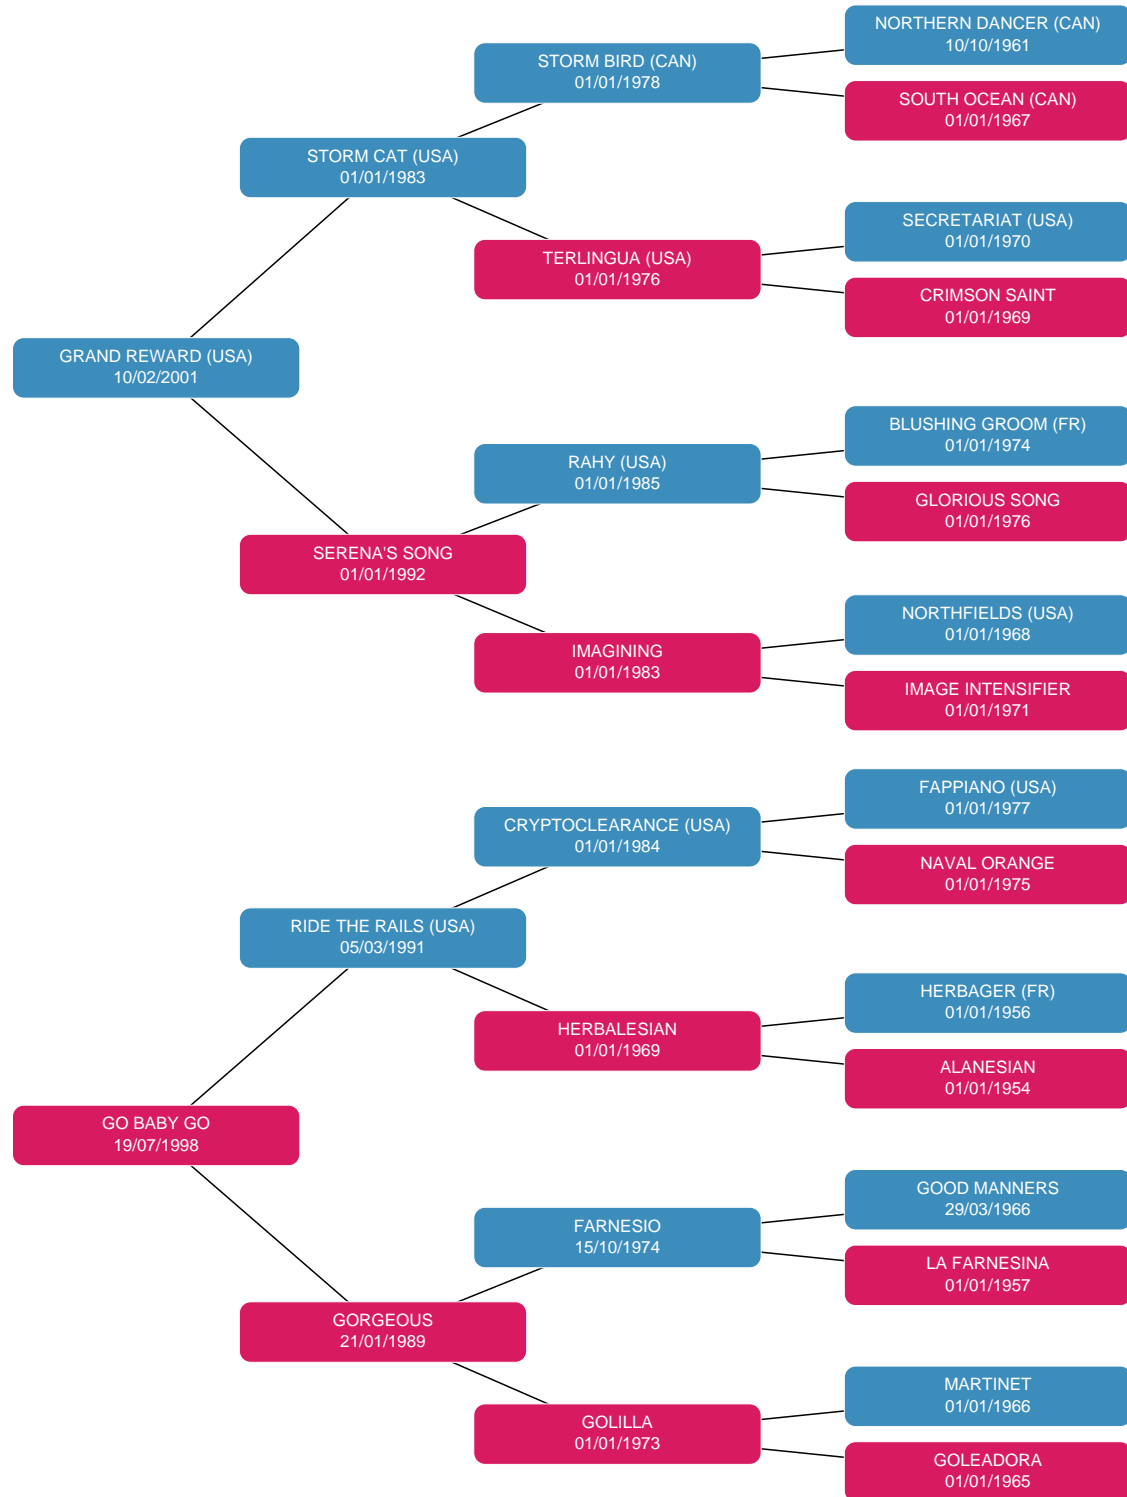 NORTHERN DANCER (CAN)
10/10/1961
STORM BIRD (CAN)
01/01/1978
SOUTH OCEAN (CAN)
01/01/1967
STORM CAT (USA)
01/01/1983
SECRETARIAT (USA)
01/01/1970
TERLINGUA (USA)
01/01/1976
CRIMSON SAINT
01/01/1969
GRAND REWARD (USA)
10/02/2001
BLUSHING GROOM (FR)
01/01/1974
RAHY (USA)
01/01/1985
GLORIOUS SONG
01/01/1976
SERENA'S SONG
01/01/1992
NORTHFIELDS (USA)
01/01/1968
IMAGINING
01/01/1983
IMAGE INTENSIFIER
01/01/1971
FAPPIANO (USA)
01/01/1977
CRYPTOCLEARANCE (USA)
01/01/1984
NAVAL ORANGE
01/01/1975
RIDE THE RAILS (USA)
05/03/1991
HERBAGER (FR)
01/01/1956
HERBALESIAN
01/01/1969
ALANESIAN
01/01/1954
GO BABY GO
19/07/1998
GOOD MANNERS
29/03/1966
FARNESIO
15/10/1974
LA FARNESINA
01/01/1957
GORGEOUS
21/01/1989
MARTINET
01/01/1966
GOLILLA
01/01/1973
GOLEADORA
01/01/1965